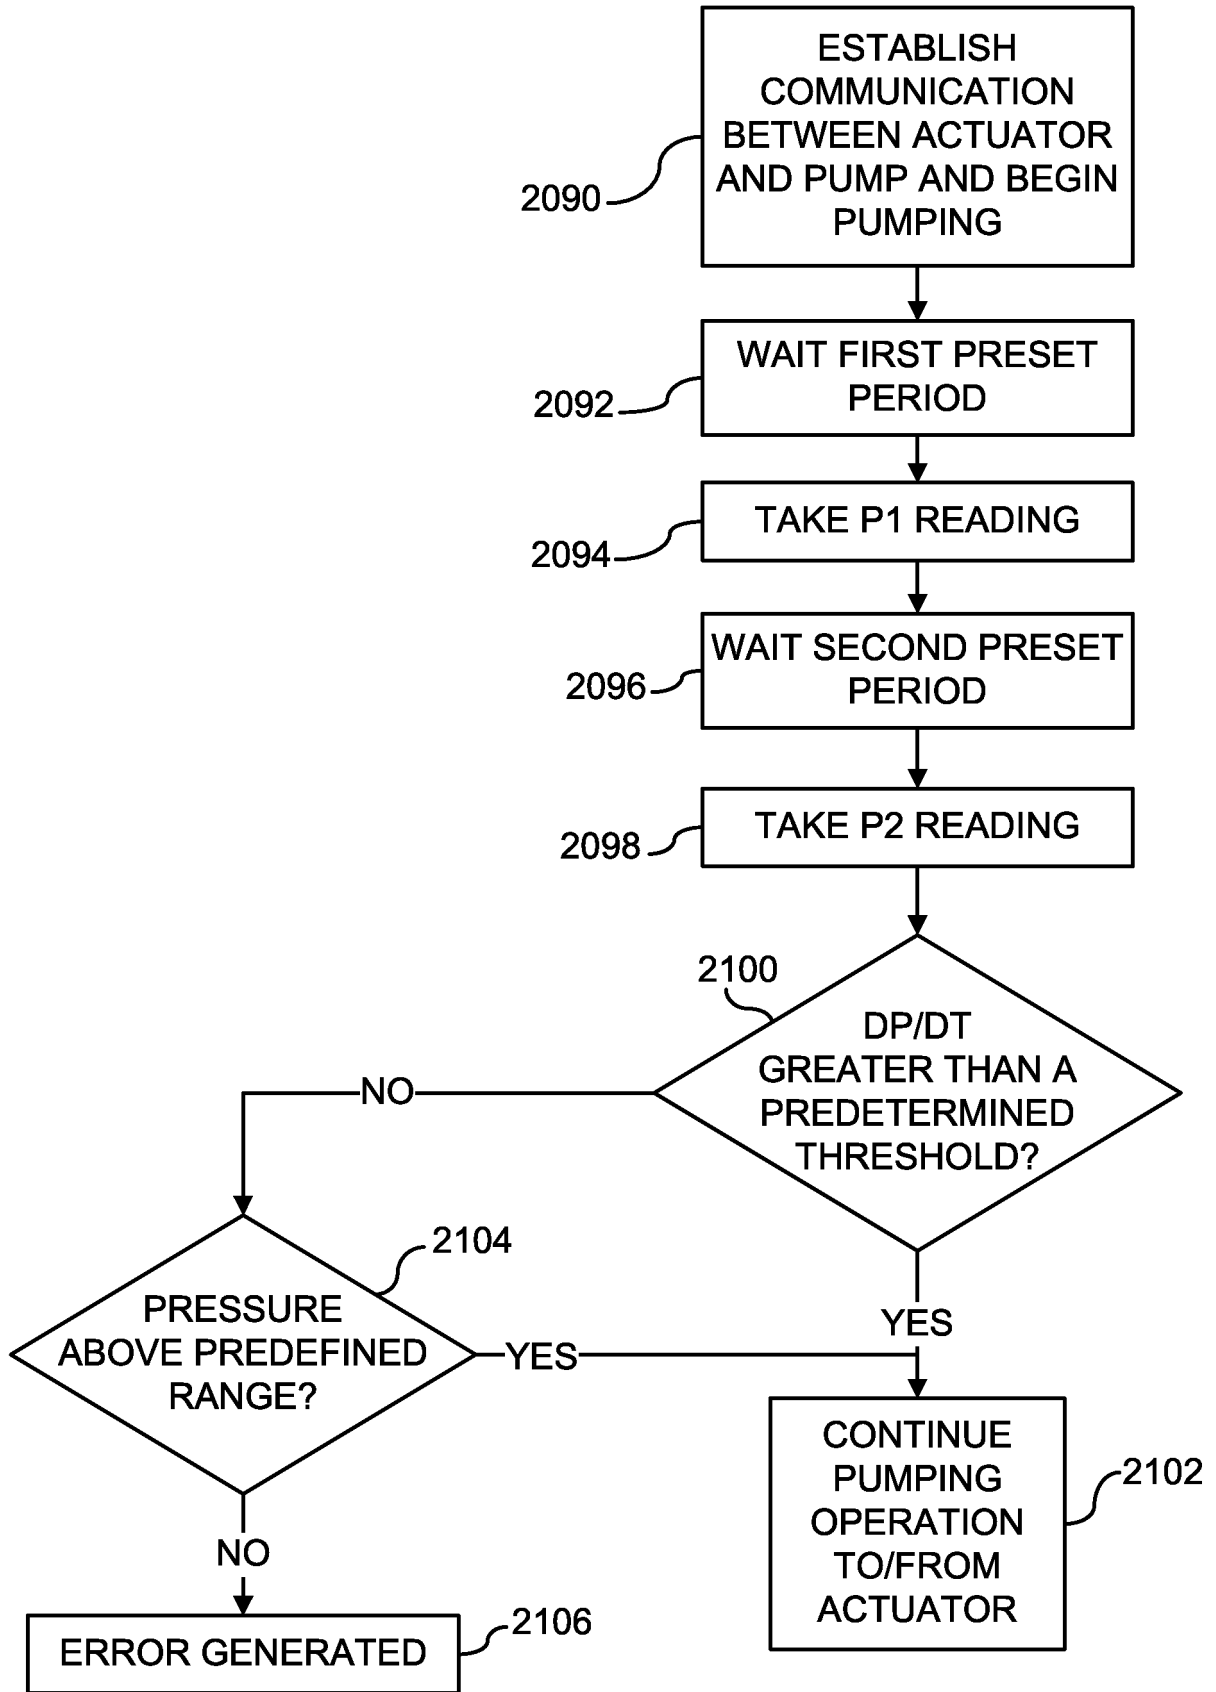 ESTABLISH
COMMUNICATION
BETWEEN ACTUATOR
AND PUMP AND BEGIN
PUMPING
2090
WAIT FIRST PRESET
PERIOD
2092
TAKE P1 READING
2094
WAIT SECOND PRESET
PERIOD
2096
TAKE P2 READING
2098
2100
DP/DT
GREATER THAN A
PREDETERMINED
THRESHOLD?
NO
YES
2104
PRESSURE
ABOVE PREDEFINED
RANGE?
YES
NO
CONTINUE
PUMPING
OPERATION
TO/FROM
ACTUATOR
2102
ERROR GENERATED
2106